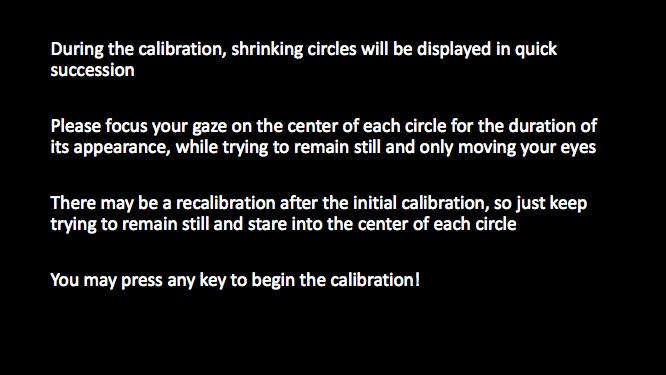 During the calibration, shrinking circles will be displayed in quick
succession
Please focus your gaze on the center of each circle for the duration of
its appearance, while trying to remain still and only moving your eyes
There may be a recalibration after the initial calibration, so just keep
trying to remain still and stare into the center of each circle
You may press any key to begin the calibration!